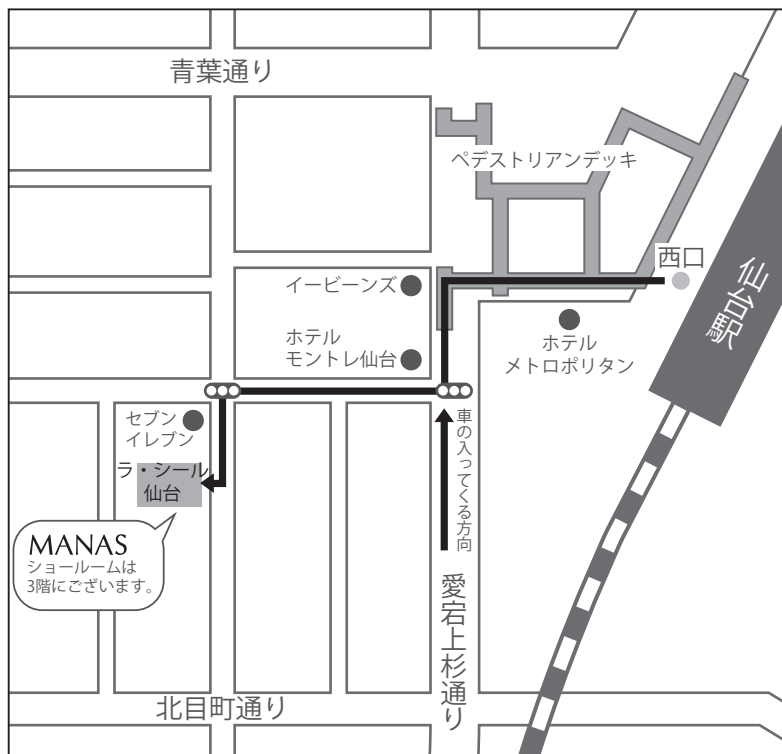 青葉通り
ペデストリアンデッキ
西口
仙台駅
イービーンズ
ホテル
モントレ仙台
ホテル
メトロポリタン
セブン
イレブン
ラ・シール
仙台
車の入ってくる方向
MANAS
ショールームは
3階にございます。
愛宕上杉通り
北目町通り